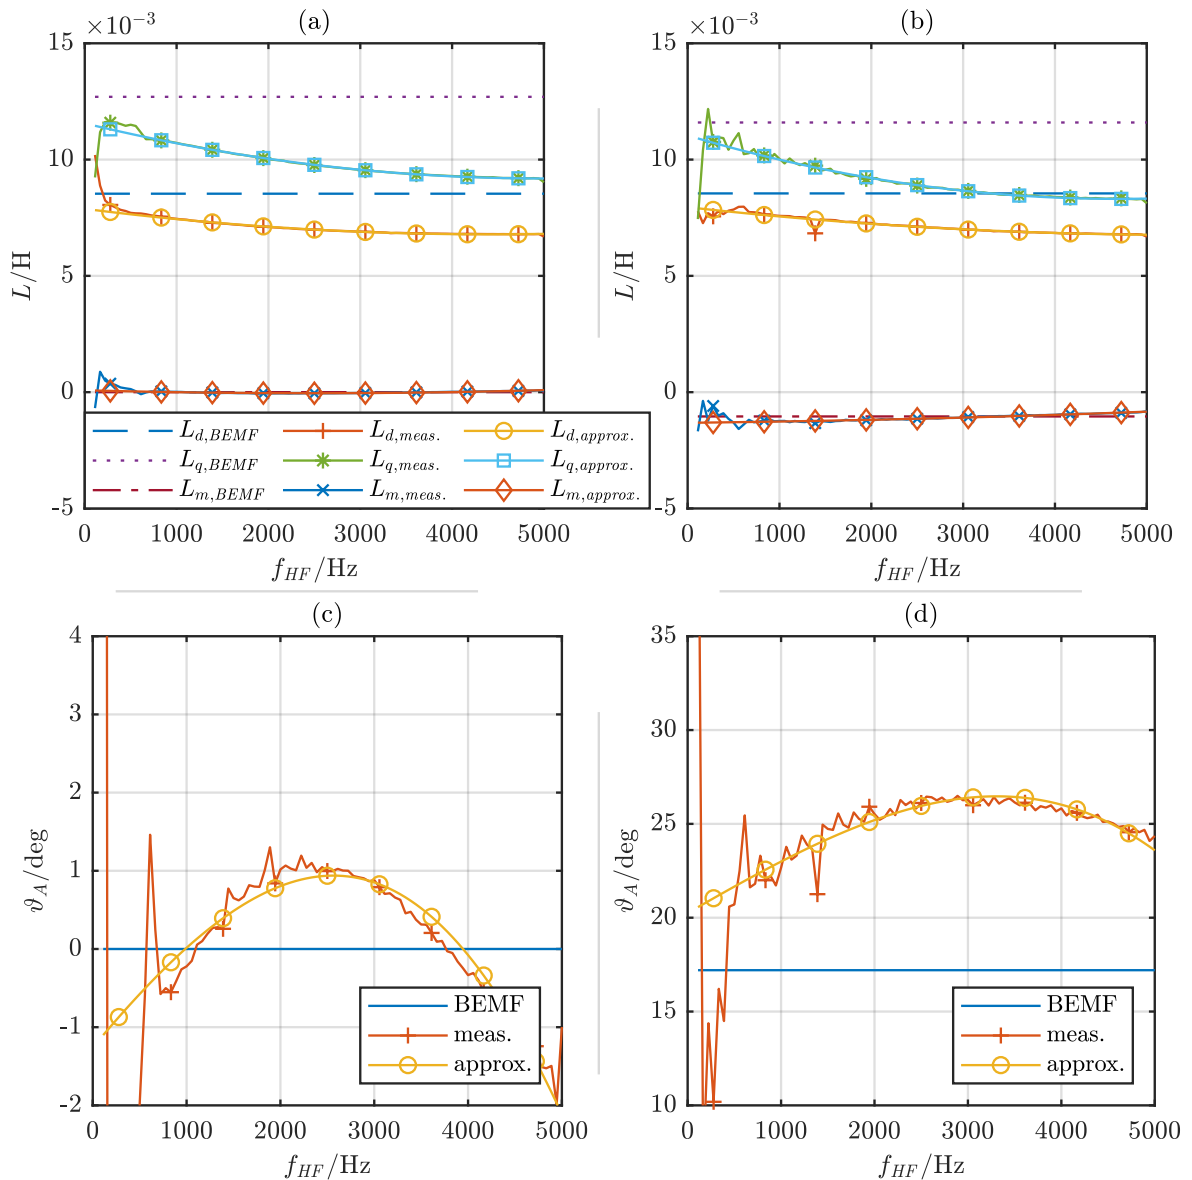 (a)
×10⁻³
15
10
5
0
-5
L/H
0 1000 2000 3000 4000 5000
f_HF/Hz
L_d,BEMF L_d,meas. L_d,approx.
L_q,BEMF L_q,meas. L_q,approx.
L_m,BEMF L_m,meas. L_m,approx.
(b)
×10⁻³
15
10
5
0
-5
L/H
0 1000 2000 3000 4000 5000
f_HF/Hz
(c)
4
3
2
1
0
-1
-2
ϑ_A/deg
0 1000 2000 3000 4000 5000
f_HF/Hz
BEMF
meas.
approx.
(d)
35
30
25
20
15
10
ϑ_A/deg
0 1000 2000 3000 4000 5000
f_HF/Hz
BEMF
meas.
approx.